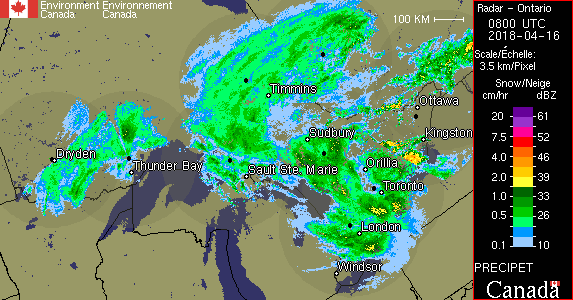 Environment Environnement
Canada Canada
100 KM
Radar - Ontario
0800 UTC
2018-04-16
Scale/Échelle:
3.5 km/Pixel
Snow/Neige
cm/hr dBZ
20 61
7.5 52
4.0 46
2.0 39
1.0 33
0.5 26
0.1 10
PRECIPET
Canada
Timmins
Ottawa
Kingston
Sudbury
Dryden
Thunder Bay
Sault Ste. Marie
Orillia
Toronto
London
Windsor